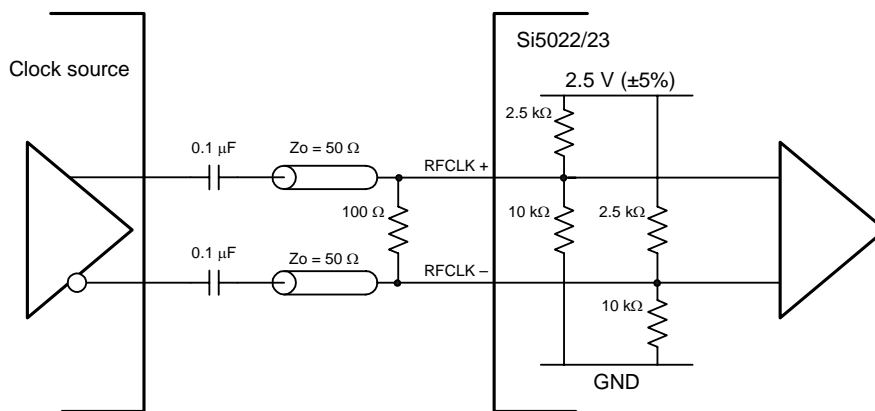 Si5022/23
Clock source
2.5 V (±5%)
2.5 kΩ
0.1 μF
Zo = 50 Ω
RFCLK +
100 Ω
10 kΩ
2.5 kΩ
0.1 μF
Zo = 50 Ω
RFCLK –
10 kΩ
GND